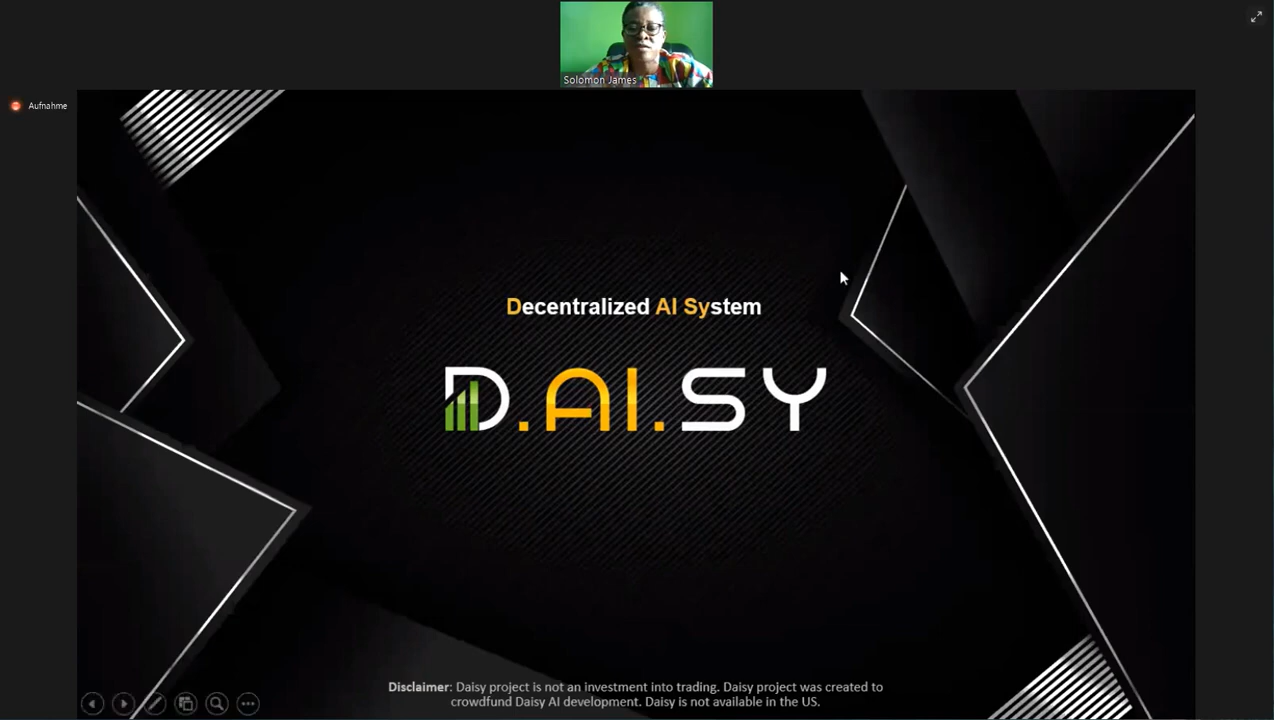 Solomon James
Aufnahme
Decentralized AI System
D.AI.SY
Disclaimer: Daisy project is not an investment into trading. Daisy project was created to
crowdfund Daisy AI development. Daisy is not available in the US.